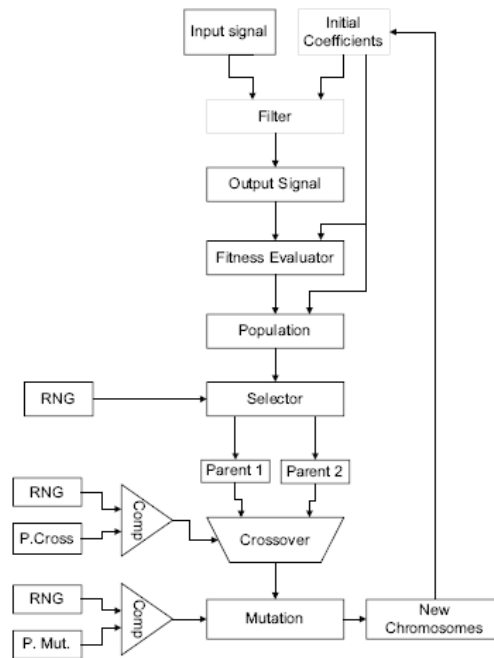 Input signal
Initial
Coefficients
Filter
Output Signal
Fitness Evaluator
Population
RNG
Selector
Parent 1
Parent 2
RNG
P.Cross
Comp
Crossover
RNG
P. Mut.
Comp
Mutation
New
Chromosomes